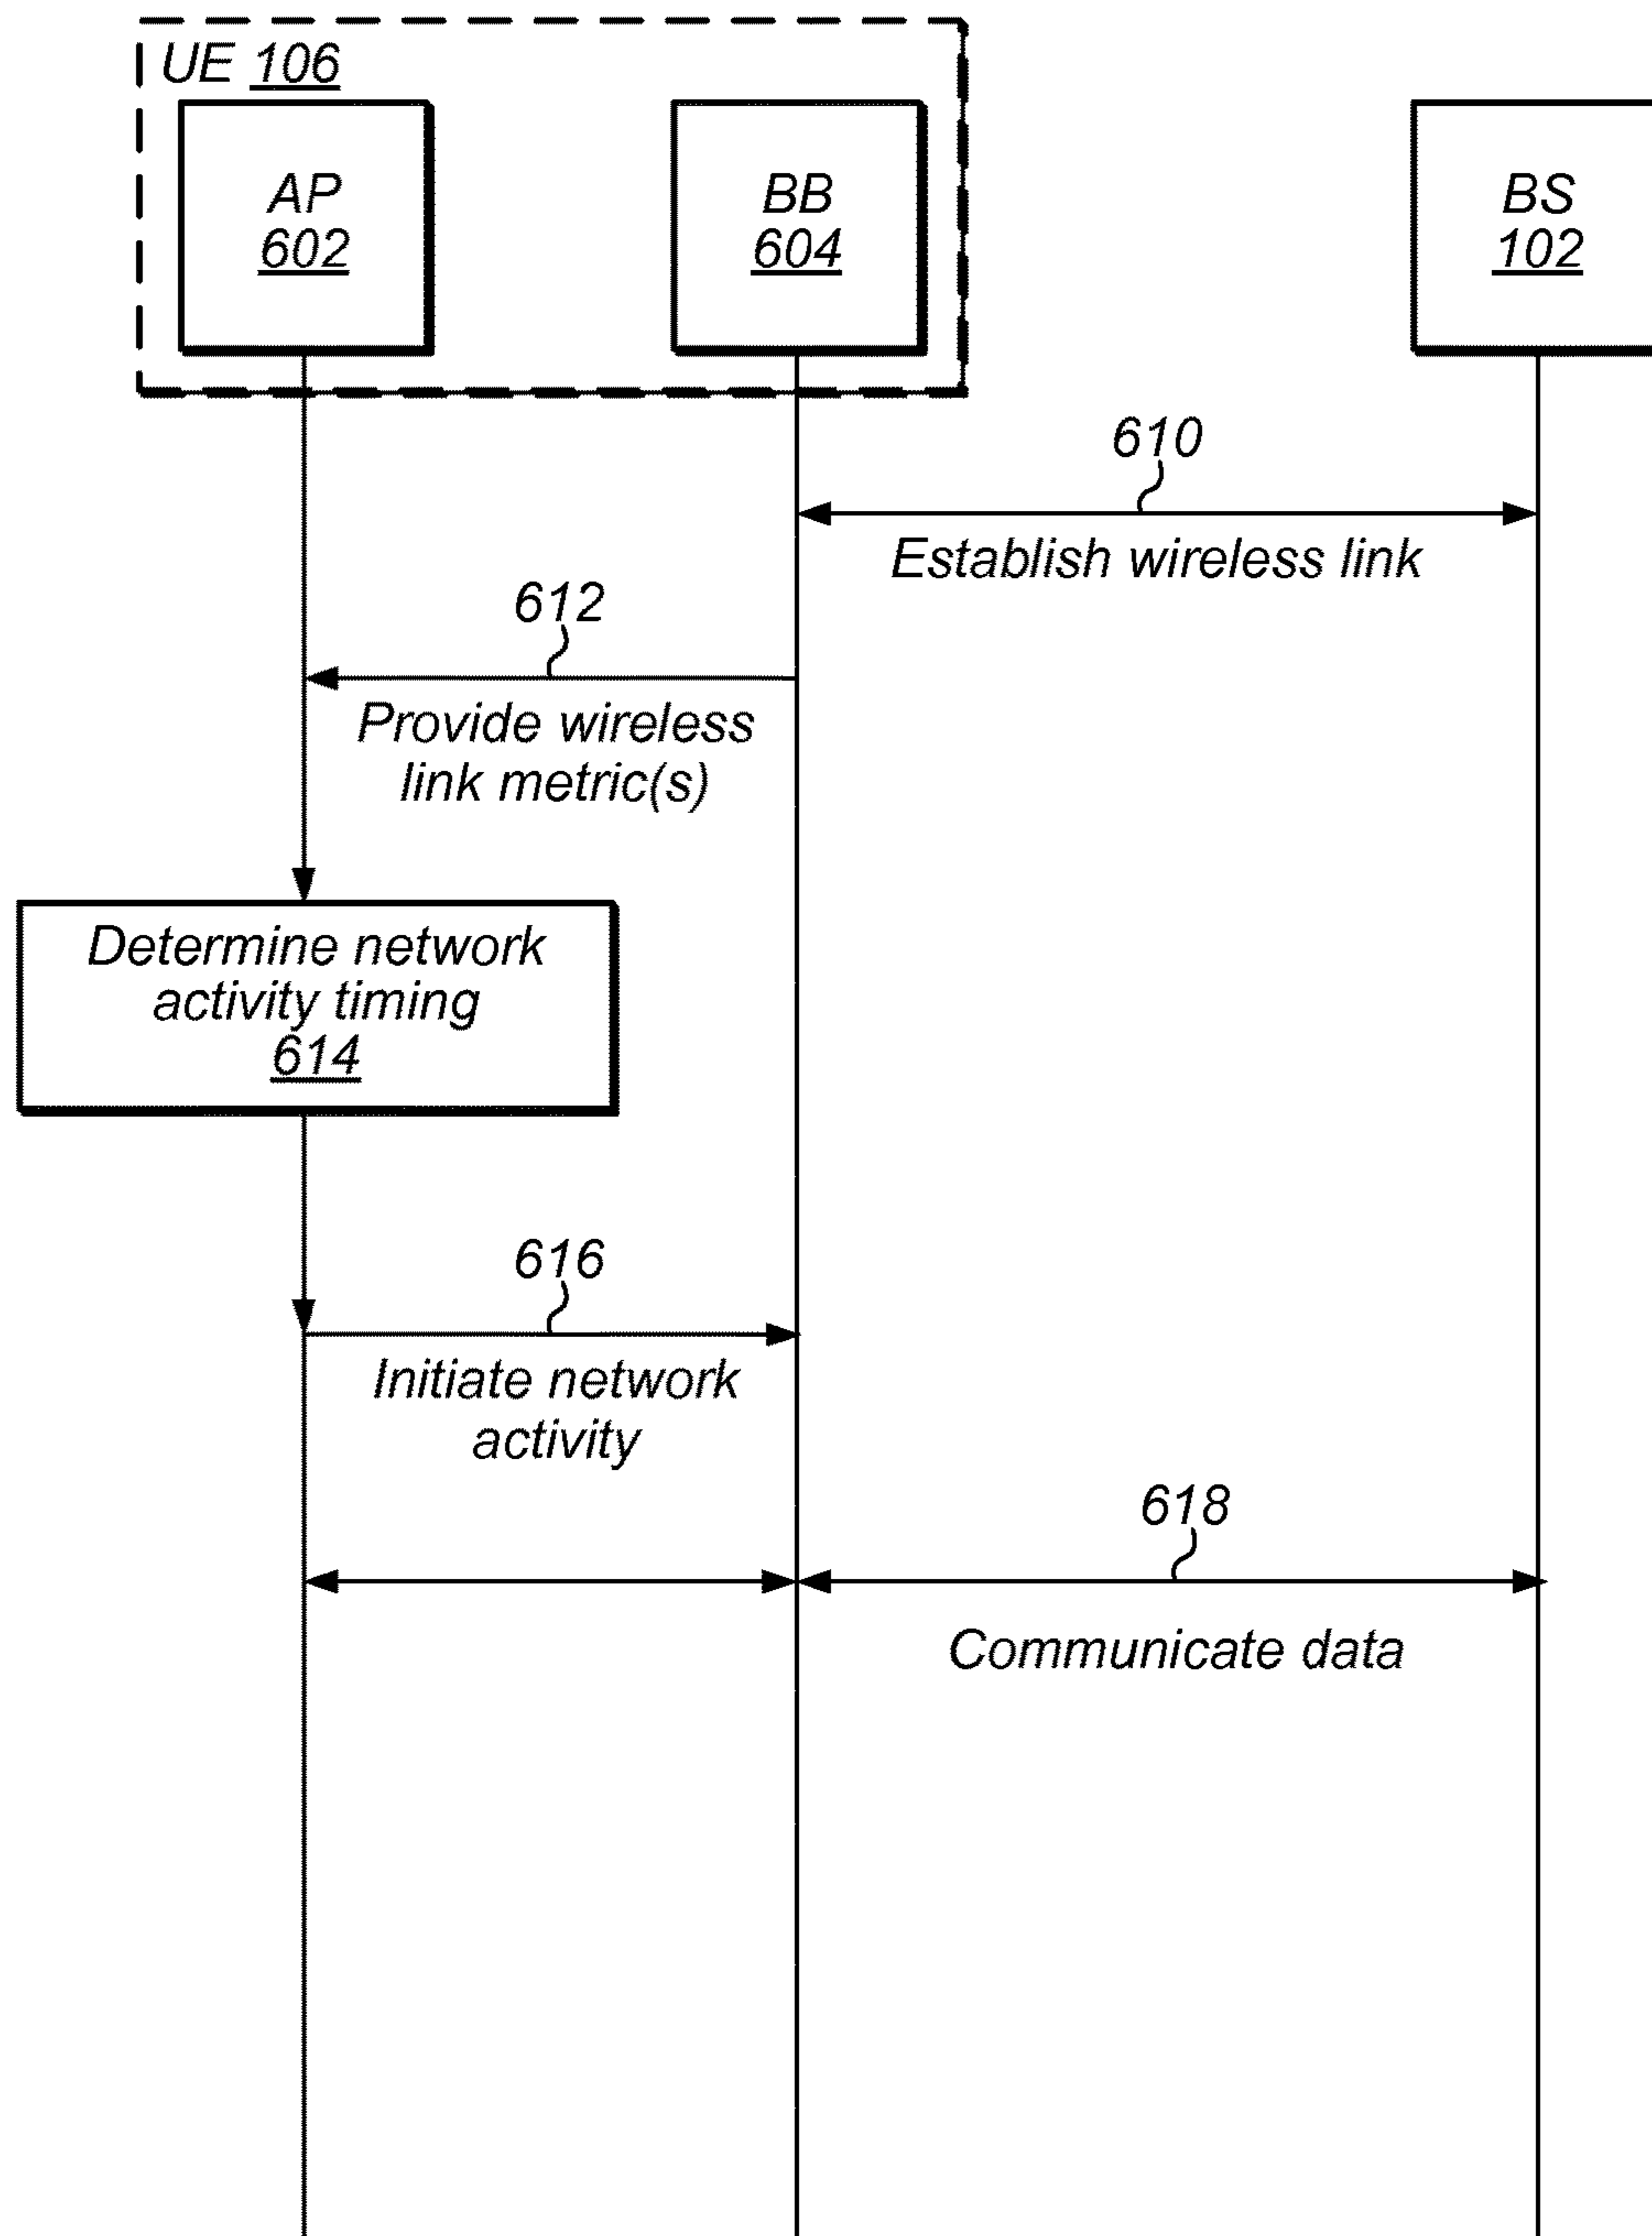 UE 106
AP
602
BB
604
BS
102
610
Establish wireless link
612
Provide wireless
link metric(s)
Determine network
activity timing
614
616
Initiate network
activity
618
Communicate data